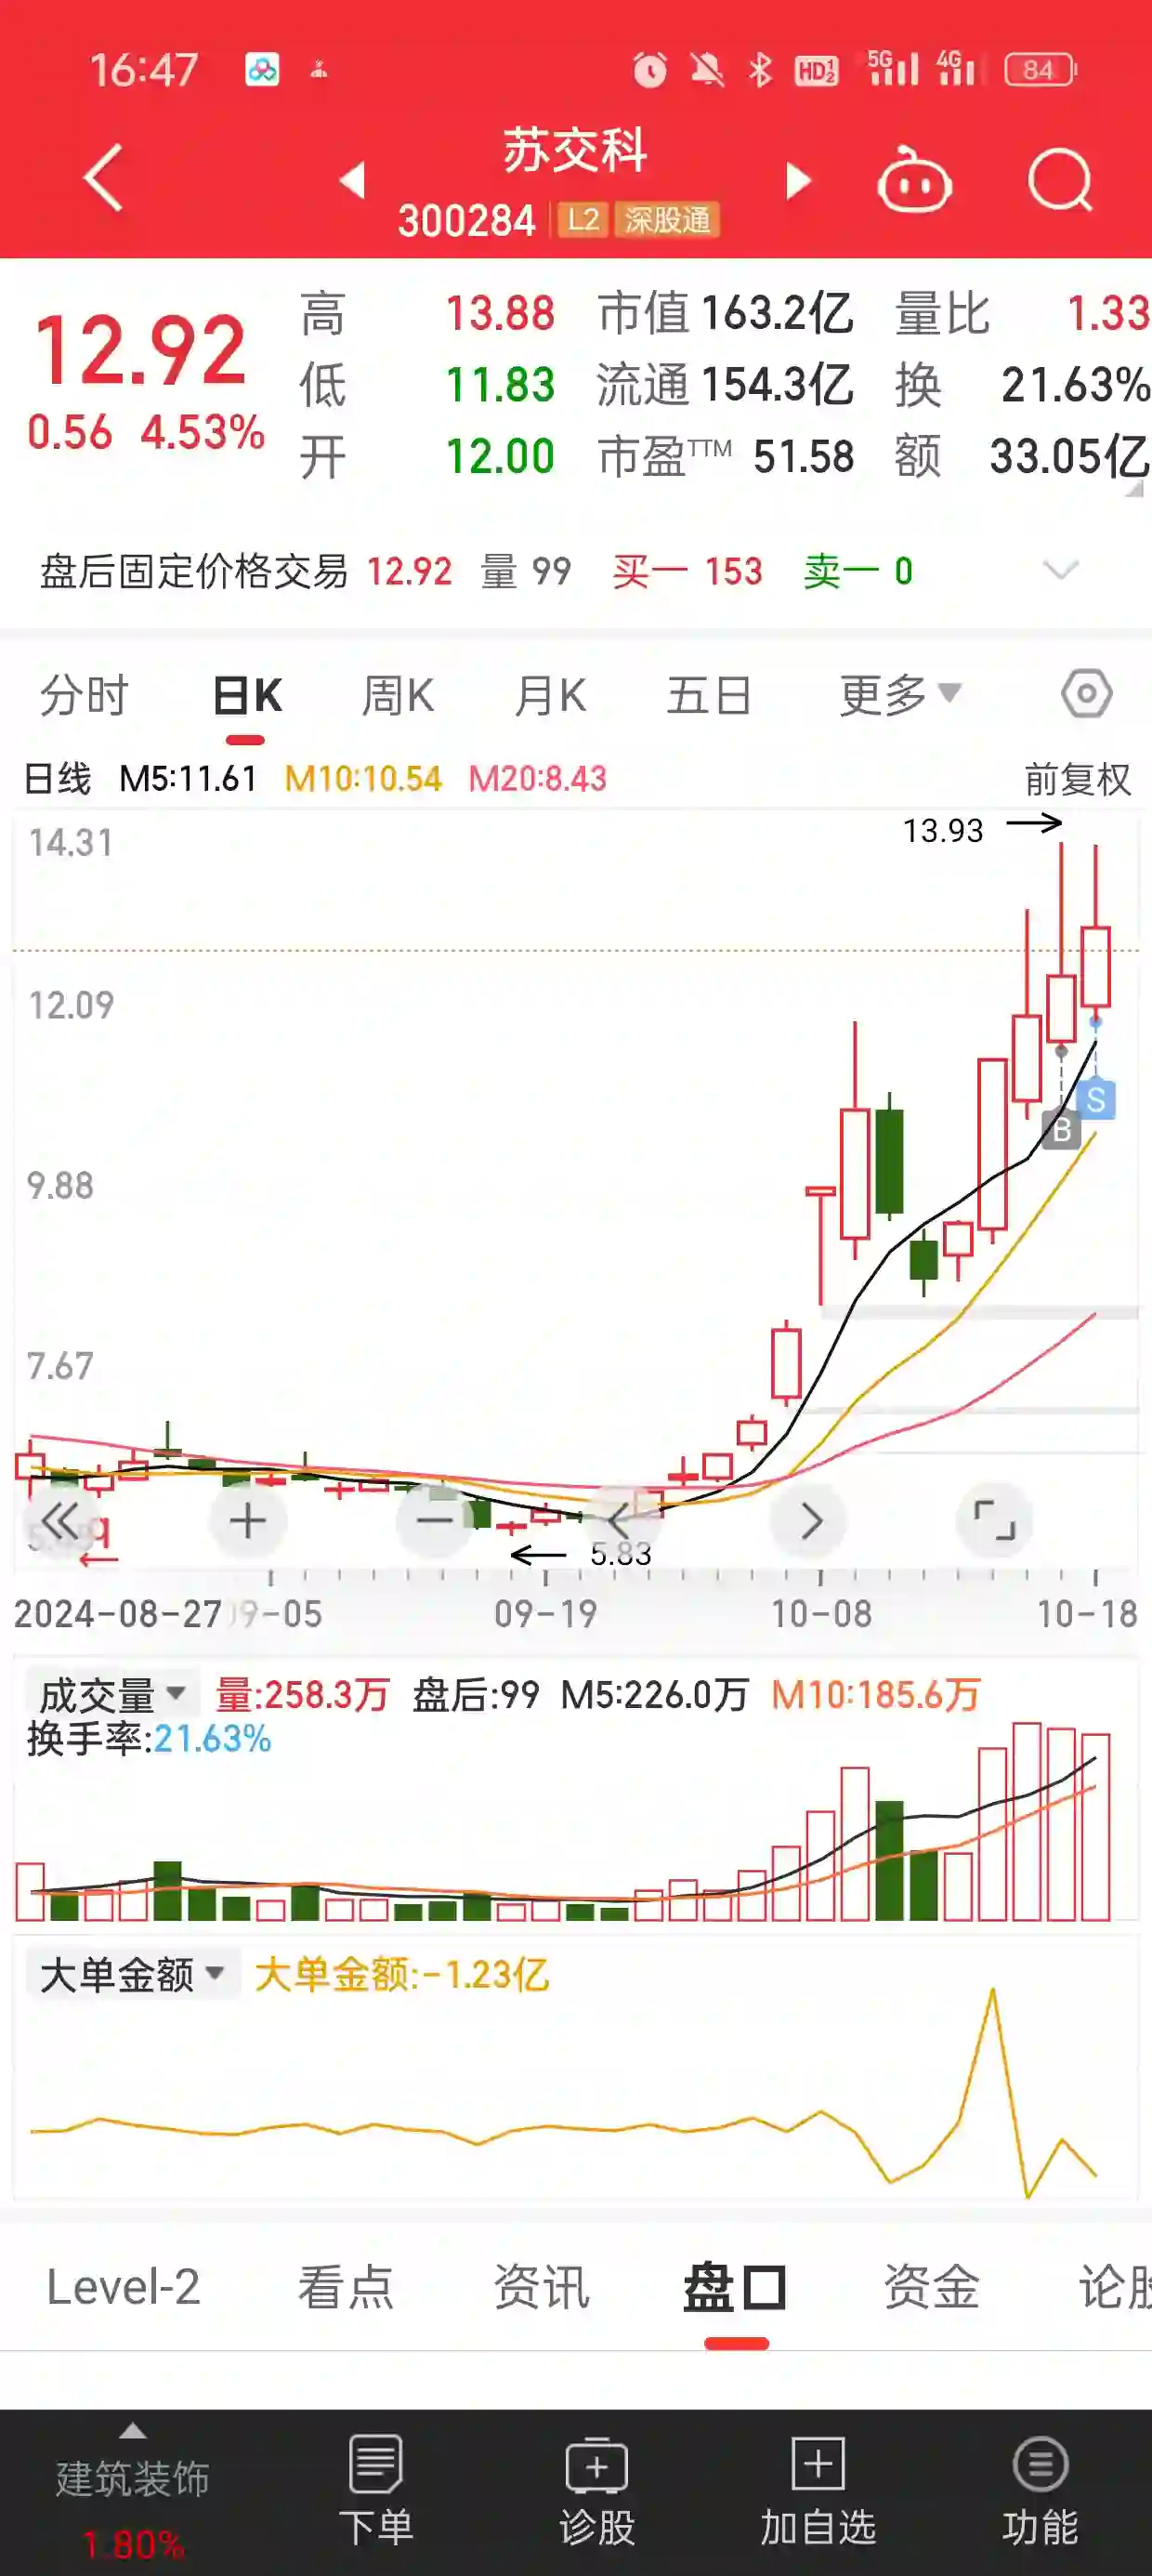 16:47 HD 1 2 5G 4G 84
苏交科
300284 L2 深股通
12.92
0.56 4.53%
高 13.88 市值 163.2亿 量比 1.33
低 11.83 流通 154.3亿 换 21.63%
开 12.00 市盈TTM 51.58 额 33.05亿
盘后固定价格交易 12.92 量 99 买一 153 卖一 0
分时 日K 周K 月K 五日 更多
日线 M5:11.61 M10:10.54 M20:8.43 前复权
14.31
13.93
12.09
S
B
9.88
7.67
5.83
2024-08-27 09-19 10-08 10-18
成交量 量:258.3万 盘后:99 M5:226.0万 M10:185.6万
换手率:21.63%
大单金额 大单金额:-1.23亿
Level-2 看点 资讯 盘口 资金
建筑装饰
1.80%
下单
诊股
加自选
功能